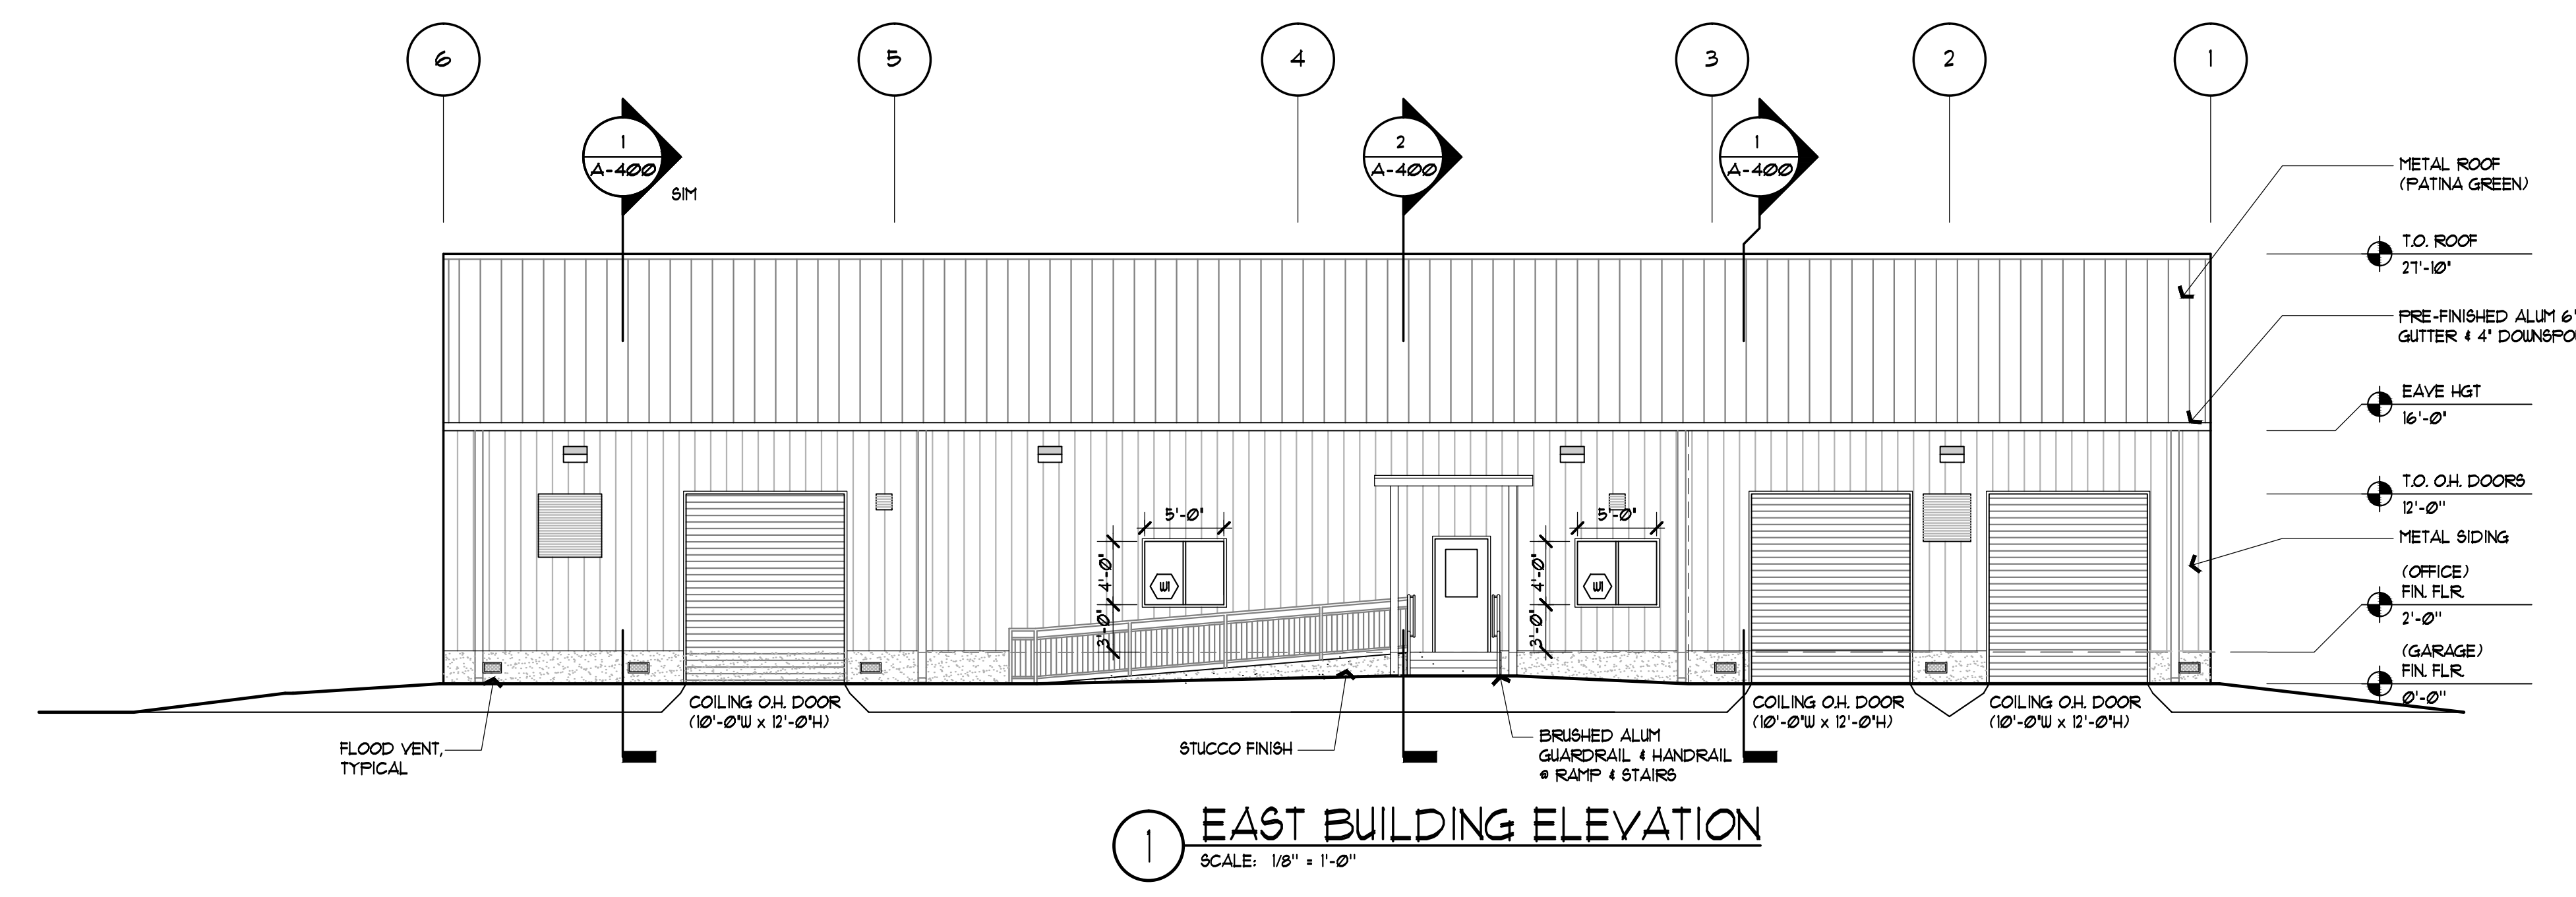 6
5
4
3
2
1
1
A-400
SIM
2
A-400
1
A-400
METAL ROOF
(PATINA GREEN)
T.O. ROOF
27'-10"
PRE-FINISHED ALUM 6"
GUTTER & 4" DOWNSPO
EAVE HGT
16'-0"
T.O. O.H. DOORS
12'-0"
METAL SIDING
(OFFICE)
FIN. FLR.
2'-0"
(GARAGE)
FIN. FLR.
0'-0"
5'-0"
4'-0"
3'-0"
W1
5'-0"
4'-0"
3'-0"
W1
COILING O.H. DOOR
(10'-0"W x 12'-0"H)
COILING O.H. DOOR
(10'-0"W x 12'-0"H)
COILING O.H. DOOR
(10'-0"W x 12'-0"H)
FLOOD VENT,
TYPICAL
STUCCO FINISH
BRUSHED ALUM
GUARDRAIL & HANDRAIL
@ RAMP & STAIRS
1
EAST BUILDING ELEVATION
SCALE: 1/8" = 1'-0"